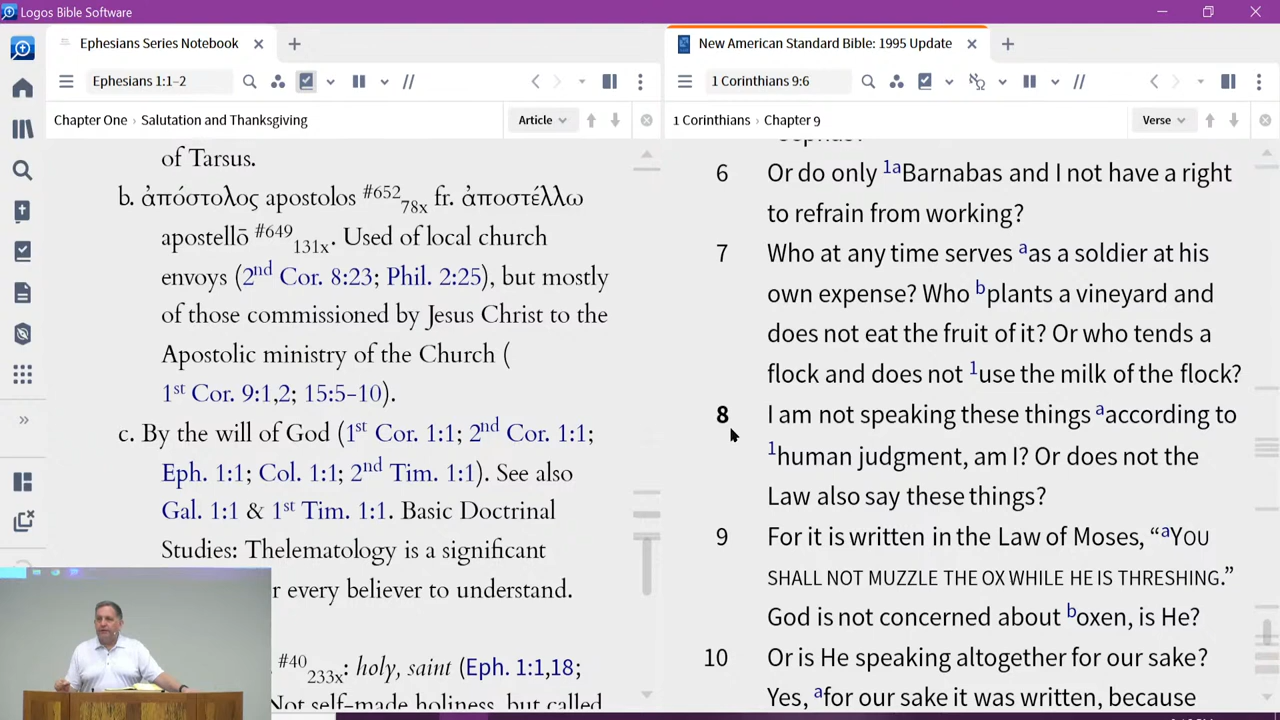 Logos Bible Software
Ephesians Series Notebook
New American Standard Bible: 1995 Update
Ephesians 1:1–2
1 Corinthians 9:6
Chapter One › Salutation and Thanksgiving
Article
1 Corinthians › Chapter 9
Verse
of Tarsus.
b. ἀπόστολος apostolos #652 78x fr. ἀποστέλλω
apostellō #649 131x. Used of local church
envoys (2nd Cor. 8:23; Phil. 2:25), but mostly
of those commissioned by Jesus Christ to the
Apostolic ministry of the Church (
1st Cor. 9:1,2; 15:5–10).
c. By the will of God (1st Cor. 1:1; 2nd Cor. 1:1;
Eph. 1:1; Col. 1:1; 2nd Tim. 1:1). See also
Gal. 1:1 & 1st Tim. 1:1. Basic Doctrinal
Studies: Thelematology is a significant
every believer to understand.
#40 233x: holy, saint (Eph. 1:1,18;
Not self-made holiness, but called
6 Or do only 1aBarnabas and I not have a right
to refrain from working?
7 Who at any time serves aas a soldier at his
own expense? Who bplants a vineyard and
does not eat the fruit of it? Or who tends a
flock and does not 1use the milk of the flock?
8 I am not speaking these things aaccording to
1human judgment, am I? Or does not the
Law also say these things?
9 For it is written in the Law of Moses, “aYOU
SHALL NOT MUZZLE THE OX WHILE HE IS THRESHING.”
God is not concerned about boxen, is He?
10 Or is He speaking altogether for our sake?
Yes, afor our sake it was written, because